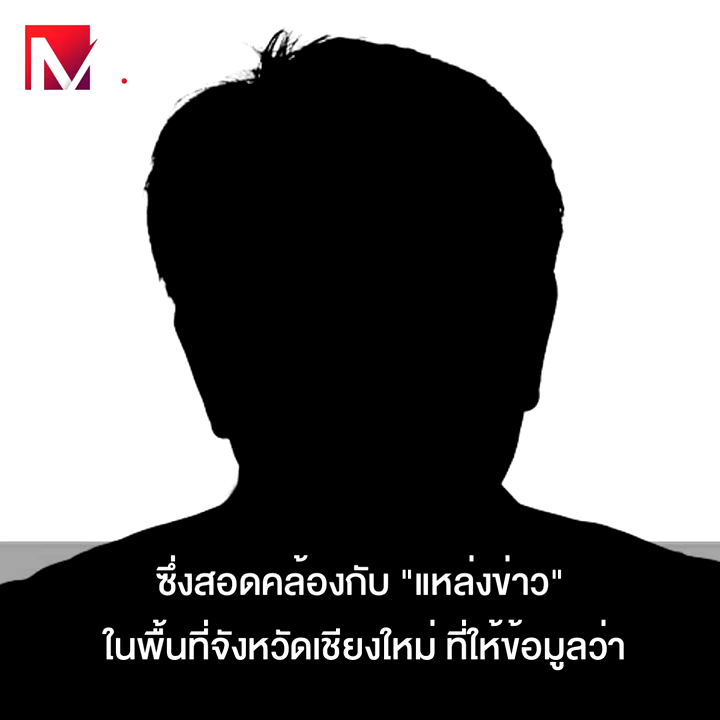 M.
ซึ่งสอดคล้องกับ "แหล่งข่าว"
ในพื้นที่จังหวัดเชียงใหม่ ที่ให้ข้อมูลว่า